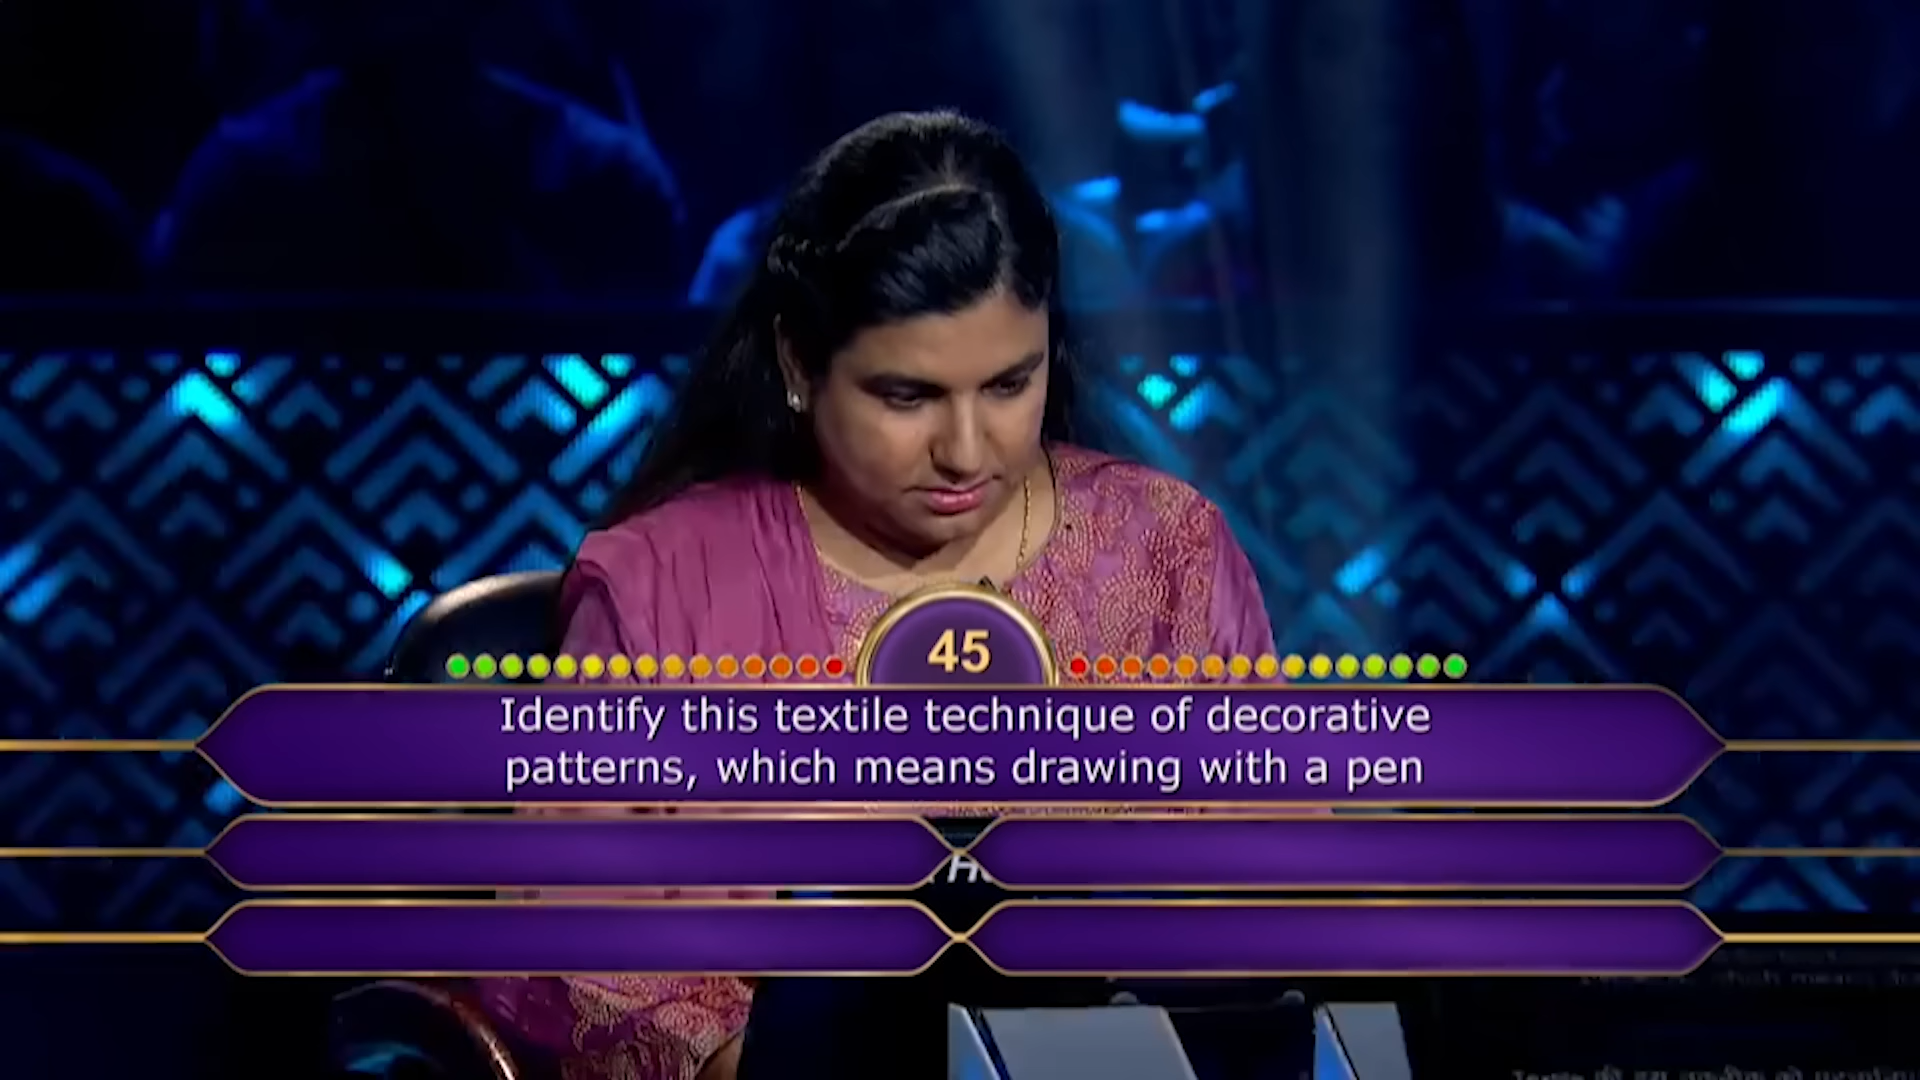 45
Identify this textile technique of decorative
patterns, which means drawing with a pen